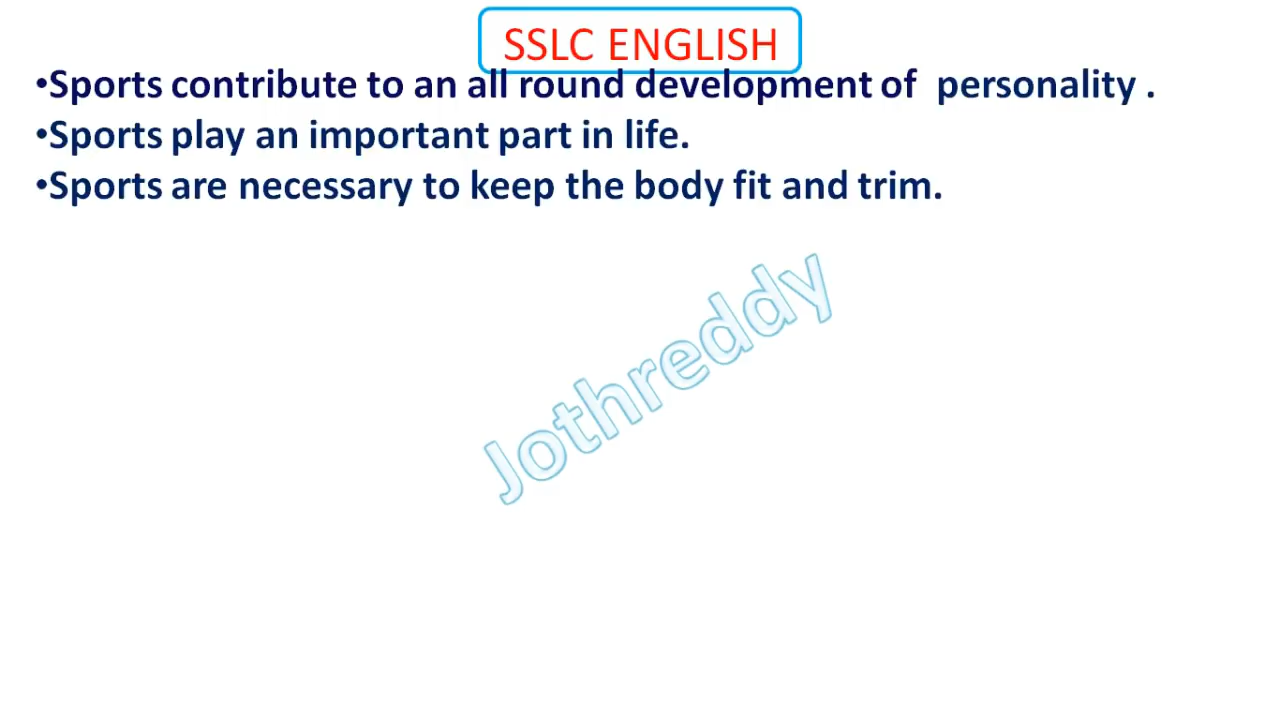 SSLC ENGLISH
•Sports contribute to an all round development of  personality .
•Sports play an important part in life.
•Sports are necessary to keep the body fit and trim.
Jothreddy